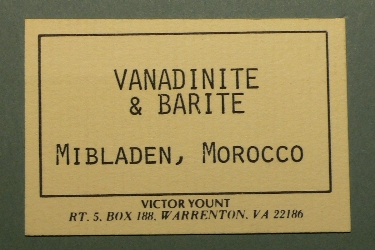 VANADINITE
& BARITE
MIBLADEN, MOROCCO
VICTOR YOUNT
RT. 5, BOX 188, WARRENTON, VA 22186